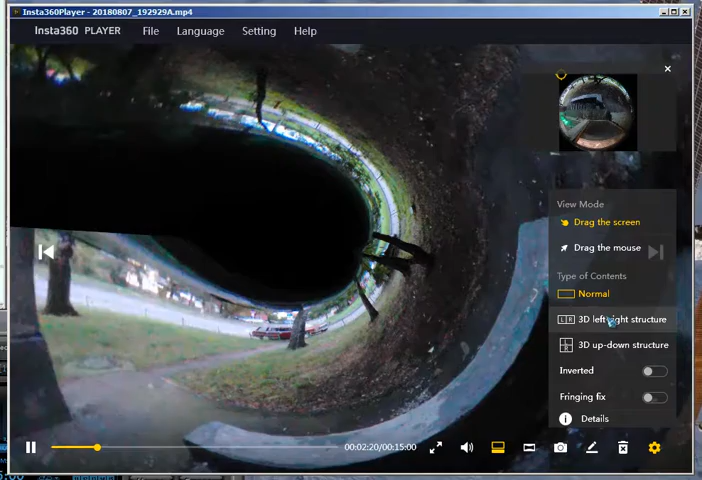 Insta360Player - 20180807_192929A.mp4
Insta360 PLAYER File Language Setting Help
View Mode
Drag the screen
Drag the mouse
Type of Contents
Normal
L R 3D left-right structure
3D up-down structure
Inverted
Fringing fix
i Details
00:02:20/00:15:00